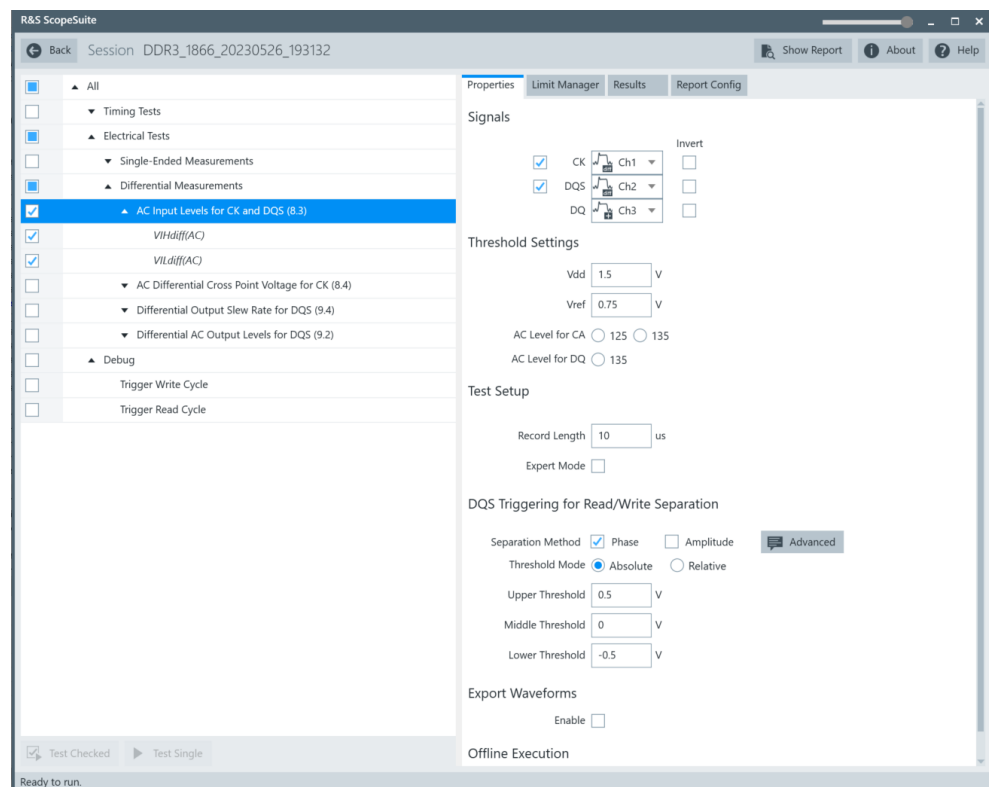 R&S ScopeSuite
Back Session DDR3_1866_20230526_193132 Show Report About Help
All
Timing Tests
Electrical Tests
Single-Ended Measurements
Differential Measurements
AC Input Levels for CK and DQS (8.3)
VIHdiff(AC)
VILdiff(AC)
AC Differential Cross Point Voltage for CK (8.4)
Differential Output Slew Rate for DQS (9.4)
Differential AC Output Levels for DQS (9.2)
Debug
Trigger Write Cycle
Trigger Read Cycle
Test Checked Test Single
Ready to run.
Properties Limit Manager Results Report Config
Signals
Invert
CK Ch1
DQS Ch2
DQ Ch3
Threshold Settings
Vdd 1.5 V
Vref 0.75 V
AC Level for CA 125 135
AC Level for DQ 135
Test Setup
Record Length 10 us
Expert Mode
DQS Triggering for Read/Write Separation
Separation Method Phase Amplitude Advanced
Threshold Mode Absolute Relative
Upper Threshold 0.5 V
Middle Threshold 0 V
Lower Threshold -0.5 V
Export Waveforms
Enable
Offline Execution